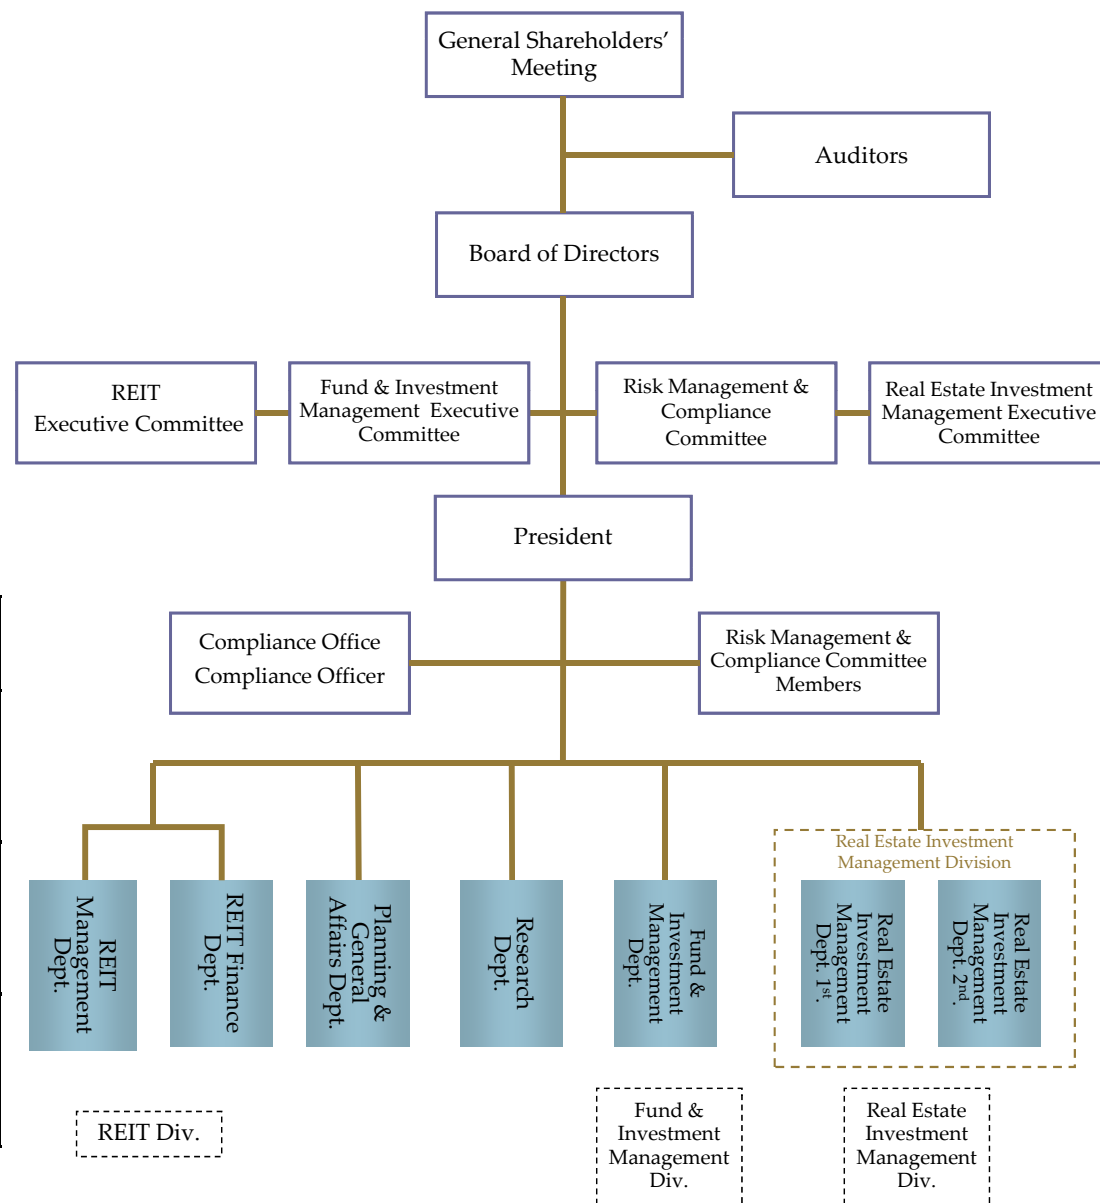 General Shareholders’
Meeting
Auditors
Board of Directors
REIT
Executive Committee
Fund & Investment
Management Executive
Committee
Risk Management &
Compliance
Committee
Real Estate Investment
Management Executive
Committee
President
Compliance Office
Compliance Officer
Risk Management &
Compliance Committee
Members
Real Estate Investment
Management Division
REIT
Management
Dept.
REIT Finance
Dept.
Planning &
General
Affairs Dept.
Research
Dept.
Fund &
Investment
Management
Dept.
Real Estate
Investment
Management
Dept. 1st
.
Real Estate
Investment
Management
Dept. 2nd
.
REIT Div.
Fund &
Investment
Management
Div.
Real Estate
Investment
Management
Div.